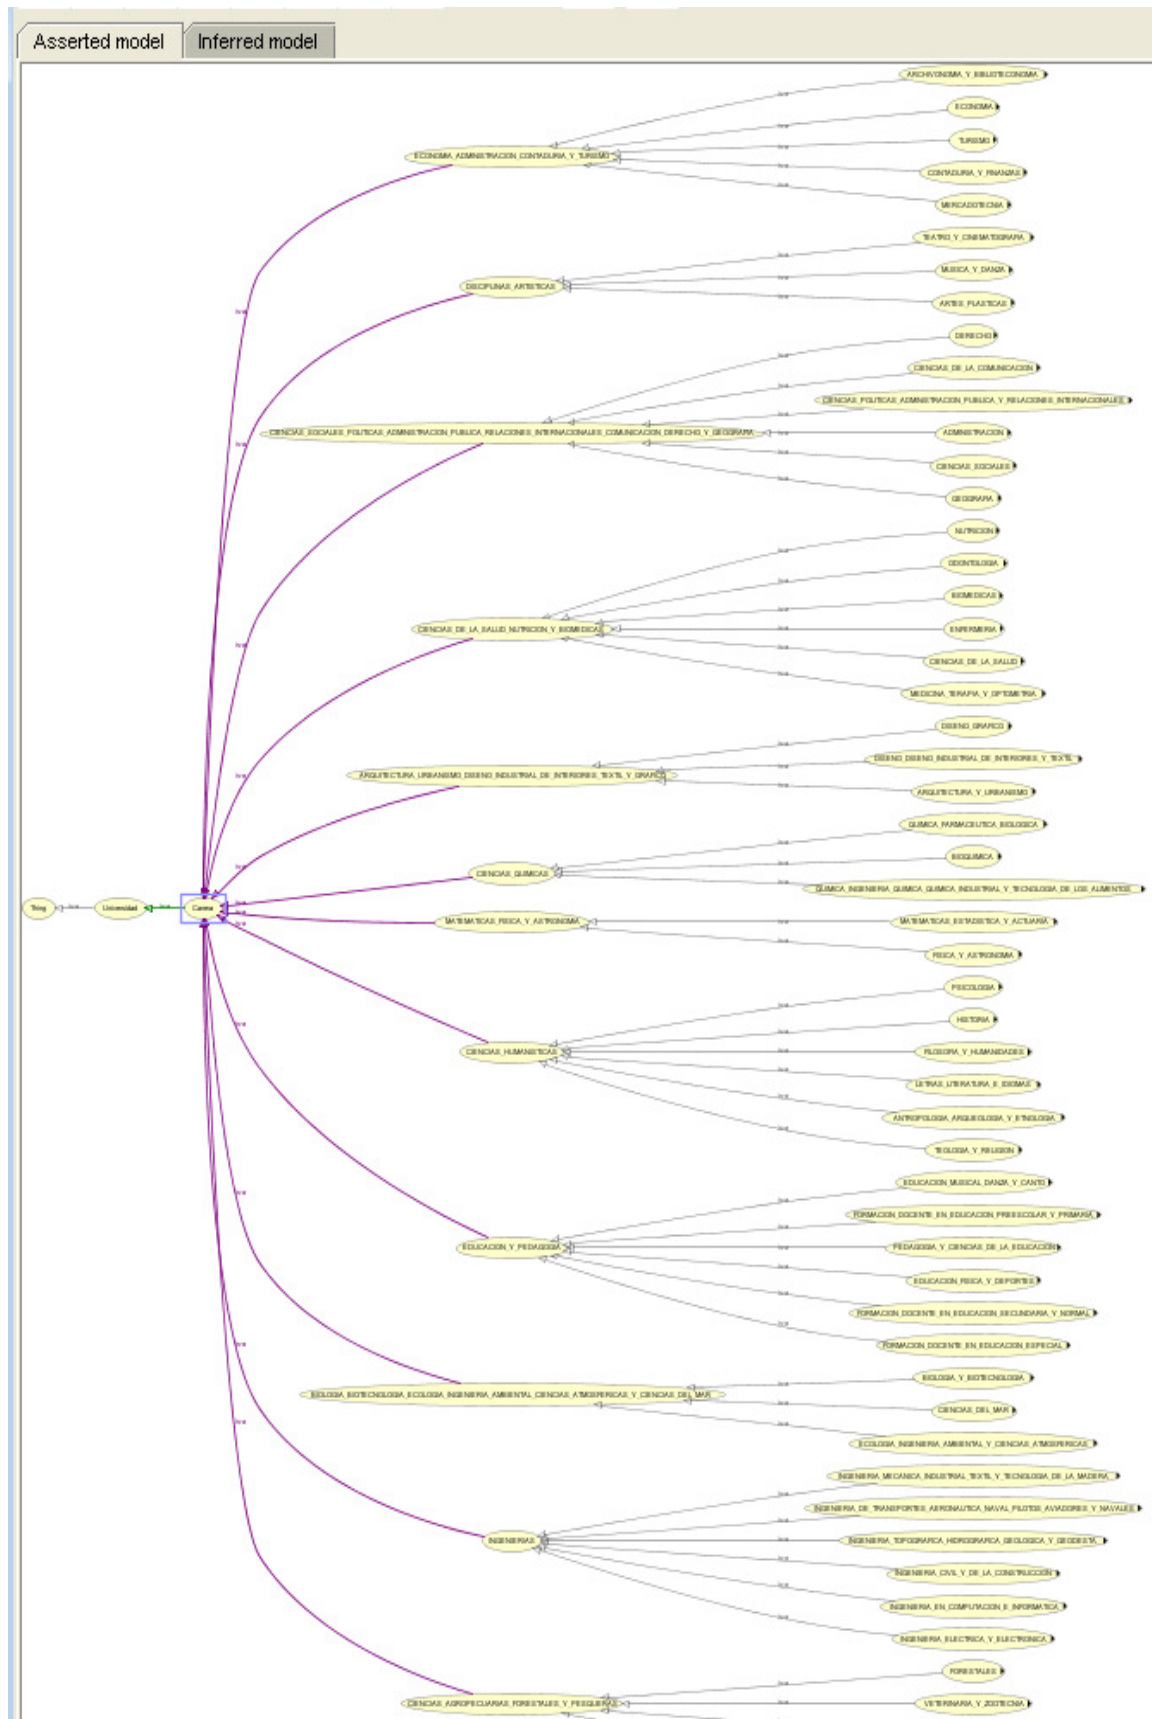 Asserted model
Inferred model
ARCHIVONOMIA_Y_BIBLIOTECONOMIA
ECONOMIA
TURISMO
ECONOMIA_ADMINISTRACION_CONTADURIA_Y_TURISMO
CONTADURIA_Y_FINANZAS
MERCADOTECNIA
TEATRO_Y_CINEMATOGRAFIA
MUSICA_Y_DANZA
DISCIPLINAS_ARTISTICAS
ARTES_PLASTICAS
DERECHO
CIENCIAS_DE_LA_COMUNICACION
CIENCIAS_POLITICAS_ADMINISTRACION_PUBLICA_Y_RELACIONES_INTERNACIONALES
CIENCIAS_SOCIALES_POLITICAS_ADMINISTRACION_PUBLICA_RELACIONES_INTERNACIONALES_COMUNICACION_DERECHO_Y_GEOGRAFIA
ADMINISTRACION
CIENCIAS_SOCIALES
GEOGRAFIA
NUTRICION
ODONTOLOGIA
BIOMEDICAS
CIENCIAS_DE_LA_SALUD_NUTRICION_Y_BIOMEDICAS
ENFERMERIA
CIENCIAS_DE_LA_SALUD
MEDICINA_TERAPIA_Y_OPTOMETRIA
DISENO_GRAFICO
DISENO_DISENO_INDUSTRIAL_DE_INTERIORES_Y_TEXTIL
ARQUITECTURA_URBANISMO_DISENO_INDUSTRIAL_DE_INTERIORES_TEXTIL_Y_GRAFICO
ARQUITECTURA_Y_URBANISMO
QUIMICA_FARMACEUTICA_BIOLOGICA
BIOQUIMICA
CIENCIAS_QUIMICAS
QUIMICA_INGENIERIA_QUIMICA_QUIMICA_INDUSTRIAL_Y_TECNOLOGIA_DE_LOS_ALIMENTOS
Thing
Universidad
Carrera
MATEMATICAS_FISICA_Y_ASTRONOMIA
MATEMATICAS_ESTADISTICA_Y_ACTUARIA
FISICA_Y_ASTRONOMIA
PSICOLOGIA
HISTORIA
CIENCIAS_HUMANISTICAS
FILOSOFIA_Y_HUMANIDADES
LETRAS_LITERATURA_E_IDIOMAS
ANTROPOLOGIA_ARQUEOLOGIA_Y_ETNOLOGIA
TEOLOGIA_Y_RELIGION
EDUCACION_MUSICAL_DANZA_Y_CANTO
FORMACION_DOCENTE_EN_EDUCACION_PREESCOLAR_Y_PRIMARIA
EDUCACION_Y_PEDAGOGIA
PEDAGOGIA_Y_CIENCIAS_DE_LA_EDUCACION
EDUCACION_FISICA_Y_DEPORTES
FORMACION_DOCENTE_EN_EDUCACION_SECUNDARIA_Y_NORMAL
FORMACION_DOCENTE_EN_EDUCACION_ESPECIAL
BIOLOGIA_Y_BIOTECNOLOGIA
BIOLOGIA_BIOTECNOLOGIA_ECOLOGIA_INGENIERIA_AMBIENTAL_CIENCIAS_ATMOSFERICAS_Y_CIENCIAS_DEL_MAR
CIENCIAS_DEL_MAR
ECOLOGIA_INGENIERIA_AMBIENTAL_Y_CIENCIAS_ATMOSFERICAS
INGENIERIA_MECANICA_INDUSTRIAL_TEXTIL_Y_TECNOLOGIA_DE_LA_MADERA
INGENIERIA_DE_TRANSPORTES_AERONAUTICA_NAVAL_PILOTOS_AVIADORES_Y_NAVALES
INGENIERIAS
INGENIERIA_TOPOGRAFICA_HIDROGRAFICA_GEOLOGICA_Y_GEODESTA
INGENIERIA_CIVIL_Y_DE_LA_CONSTRUCCION
INGENIERIA_EN_COMPUTACION_E_INFORMATICA
INGENIERIA_ELECTRICA_Y_ELECTRONICA
FORESTALES
CIENCIAS_AGROPECUARIAS_FORESTALES_Y_PESQUERAS
VETERINARIA_Y_ZOOTECNIA